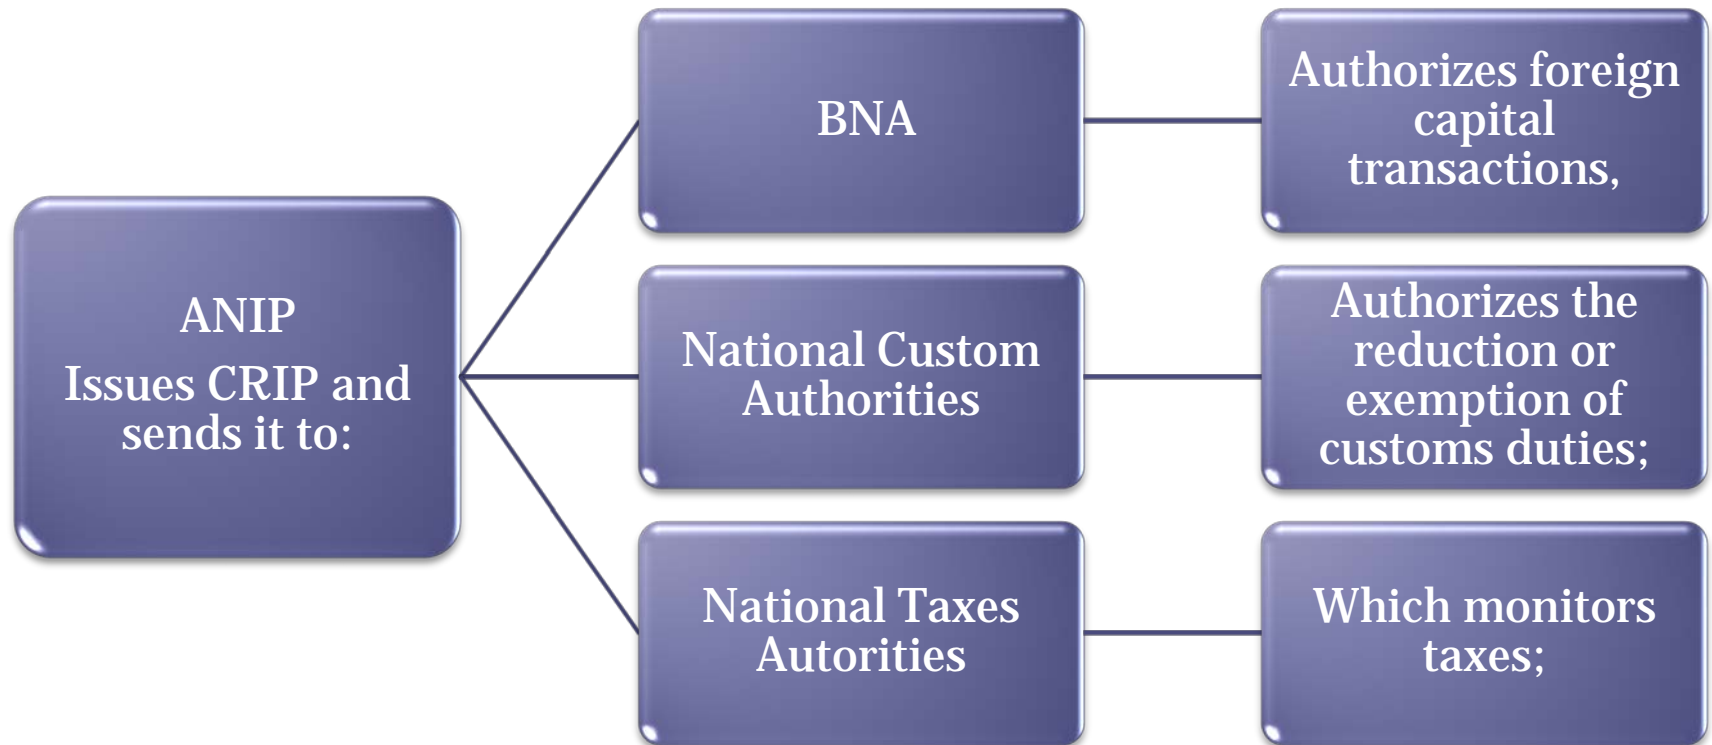 ANIP
Issues CRIP and
sends it to:
BNA
Authorizes foreign
capital
transactions,
National Custom
Authorities
Authorizes the
reduction or
exemption of
customs duties;
National Taxes
Autorities
Which monitors
taxes;